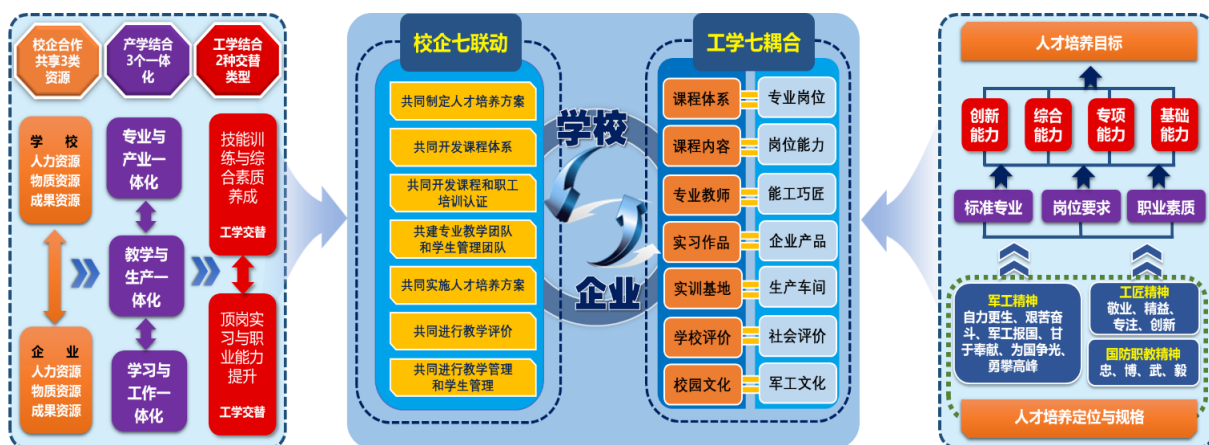 校企合作
共享3类
资源
产学结合
3个一体
化
工学结合
2种交替
类型
学 校
人力资源
物质资源
成果资源
企 业
人力资源
物质资源
成果资源
专业与
产业一
体化
教学与
生产一
体化
学习与
工作一
体化
技能训
练与综
合素质
养成
工学交替
顶岗实
习与职
业能力
提升
工学交替
校企七联动
共同制定人才培养方案
共同开发课程体系
共同开发课程和职工
培训认证
共建专业教学团队
和学生管理团队
共同实施人才培养方案
共同进行教学评价
共同进行教学管理
和学生管理
学校
企业
工学七耦合
课程体系
专业岗位
课程内容
岗位能力
专业教师
能工巧匠
实习作品
企业产品
实训基地
生产车间
学校评价
社会评价
校园文化
军工文化
人才培养目标
创新
能力
综合
能力
专项
能力
基础
能力
标准专业
岗位要求
职业素质
军工精神
自力更生、艰苦奋
斗、军工报国、甘
于奉献、为国争光、
勇攀高峰
工匠精神
敬业、精益、
专注、创新
国防职教精神
忠、博、武、毅
人才培养定位与规格